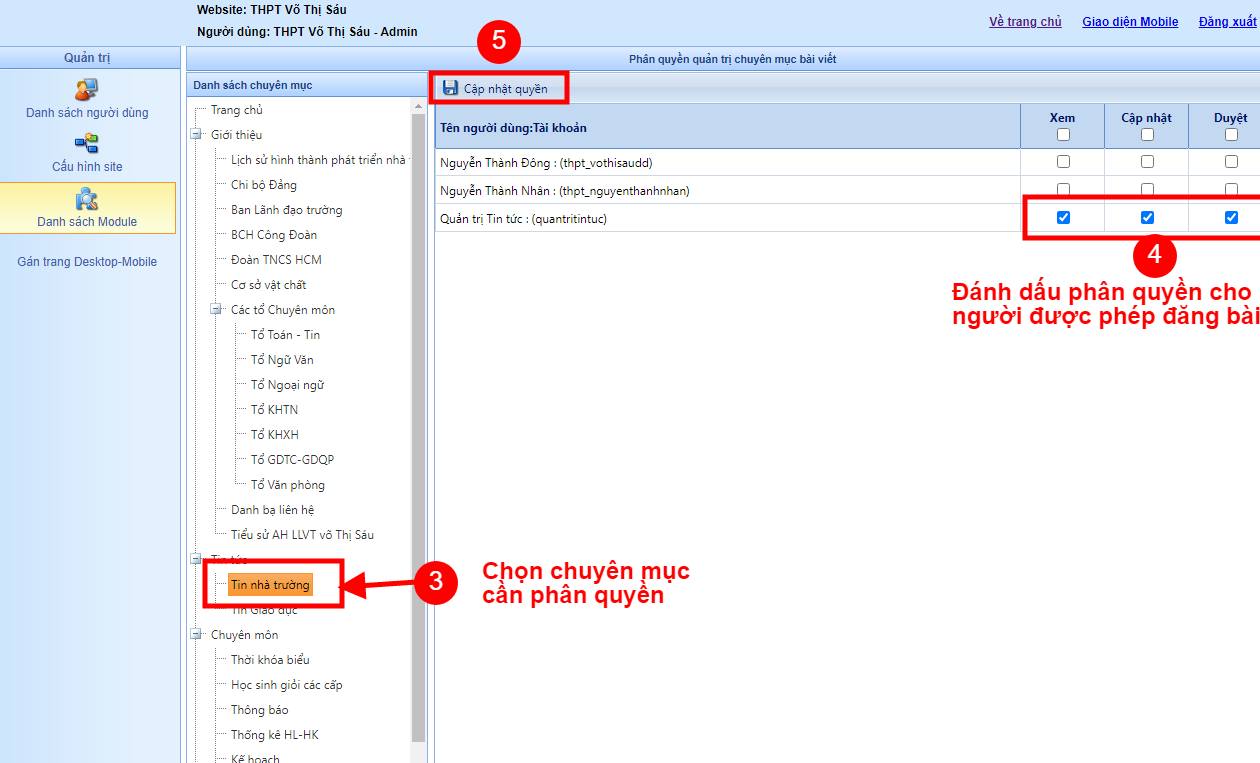 Website: THPT Võ Thị Sáu
Người dùng: THPT Võ Thị Sáu - Admin
Về trang chủ Giao diện Mobile Đăng xuất
Quản trị
Danh sách người dùng
Cấu hình site
Danh sách Module
Gán trang Desktop-Mobile
Phân quyền quản trị chuyên mục bài viết
Danh sách chuyên mục
Trang chủ
Giới thiệu
Lịch sử hình thành phát triển nhà
Chi bộ Đảng
Ban Lãnh đạo trường
BCH Công Đoàn
Đoàn TNCS HCM
Cơ sở vật chất
Các tổ Chuyên môn
Tổ Toán - Tin
Tổ Ngữ Văn
Tổ Ngoại ngữ
Tổ KHTN
Tổ KHXH
Tổ GDTC-GDQP
Tổ Văn phòng
Danh bạ liên hệ
Tiểu sử AH LLVT võ Thị Sáu
Tin tức
Tin nhà trường
Tin Giáo dục
Chuyên môn
Thời khóa biểu
Học sinh giỏi các cấp
Thông báo
Thống kê HL-HK
Kế hoạch
5
Cập nhật quyền
Tên người dùng:Tài khoản Xem Cập nhật Duyệt
Nguyễn Thành Đông : (thpt_vothisaudd)
Nguyễn Thành Nhân : (thpt_nguyenthanhnhan)
Quản trị Tin tức : (quantritintuc)
4
Đánh dấu phân quyền cho
người được phép đăng bài
3
Chọn chuyên mục
cần phân quyền